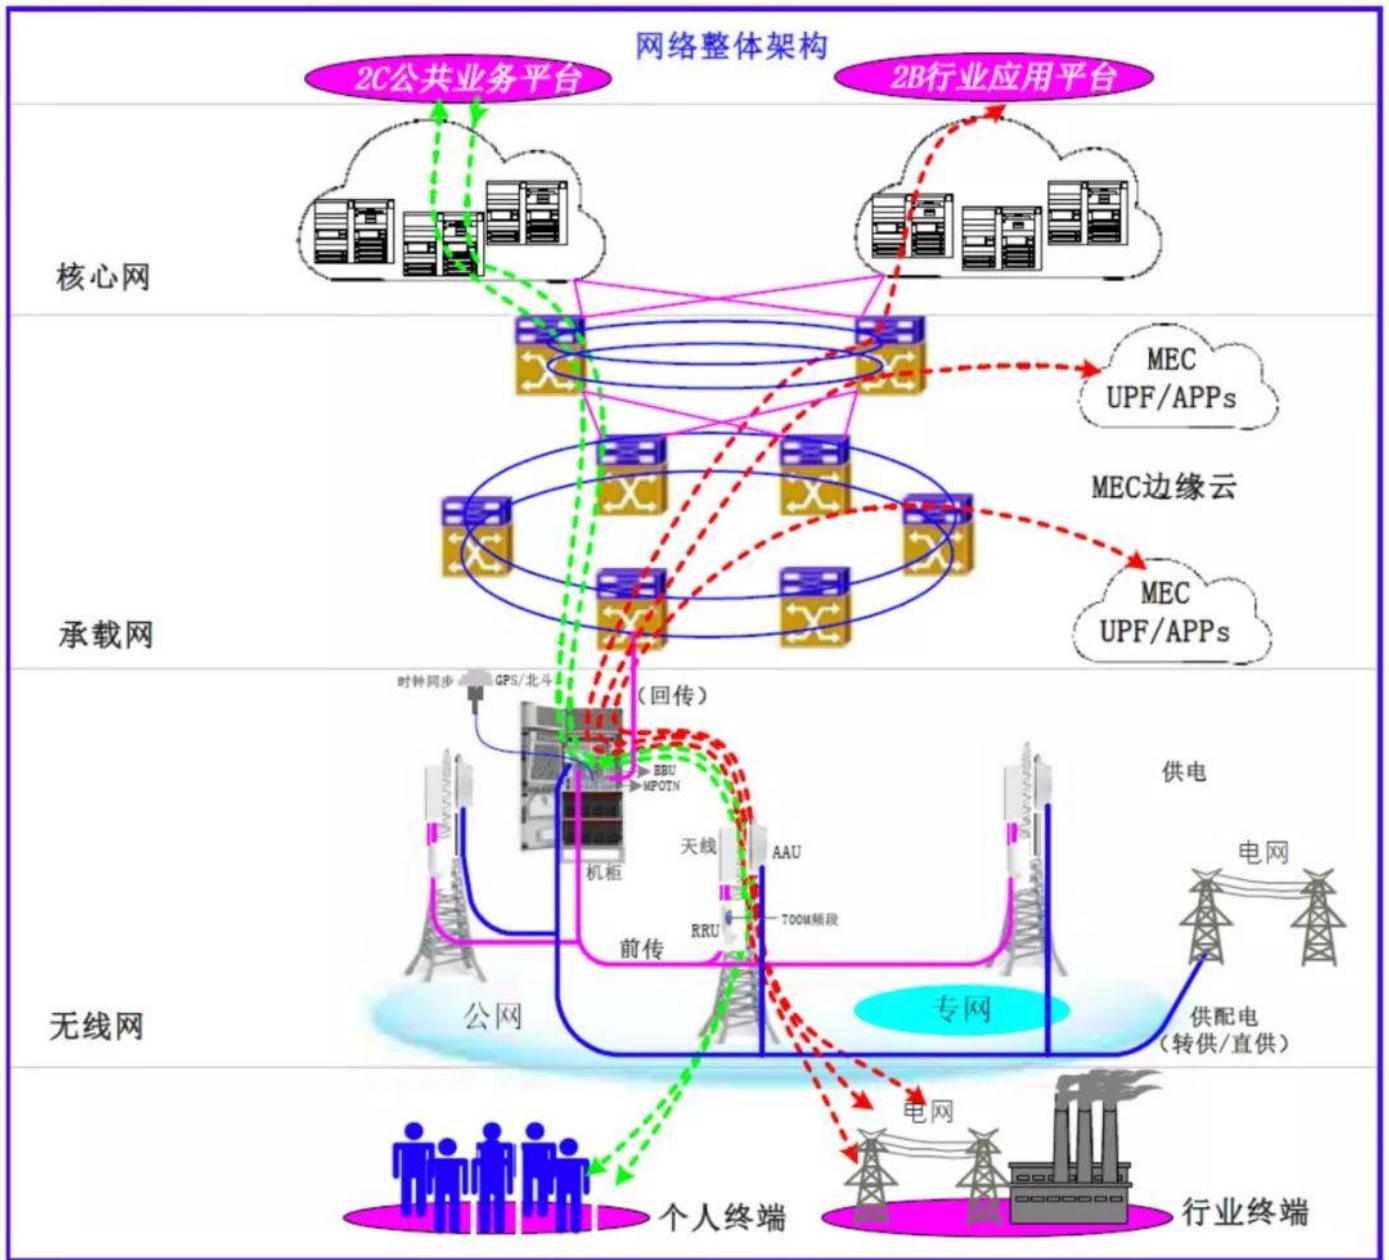 网络整体架构
2C公共业务平台
2B行业应用平台
核心网
MEC
UPF/APPs
MEC边缘云
MEC
UPF/APPs
承载网
时钟同步
GPS/北斗
(回传)
BBU
MPOTN
供电
天线
AAU
电网
机柜
700M频段
RRU
前传
公网
专网
无线网
供配电
(转供/直供)
电网
个人终端
行业终端